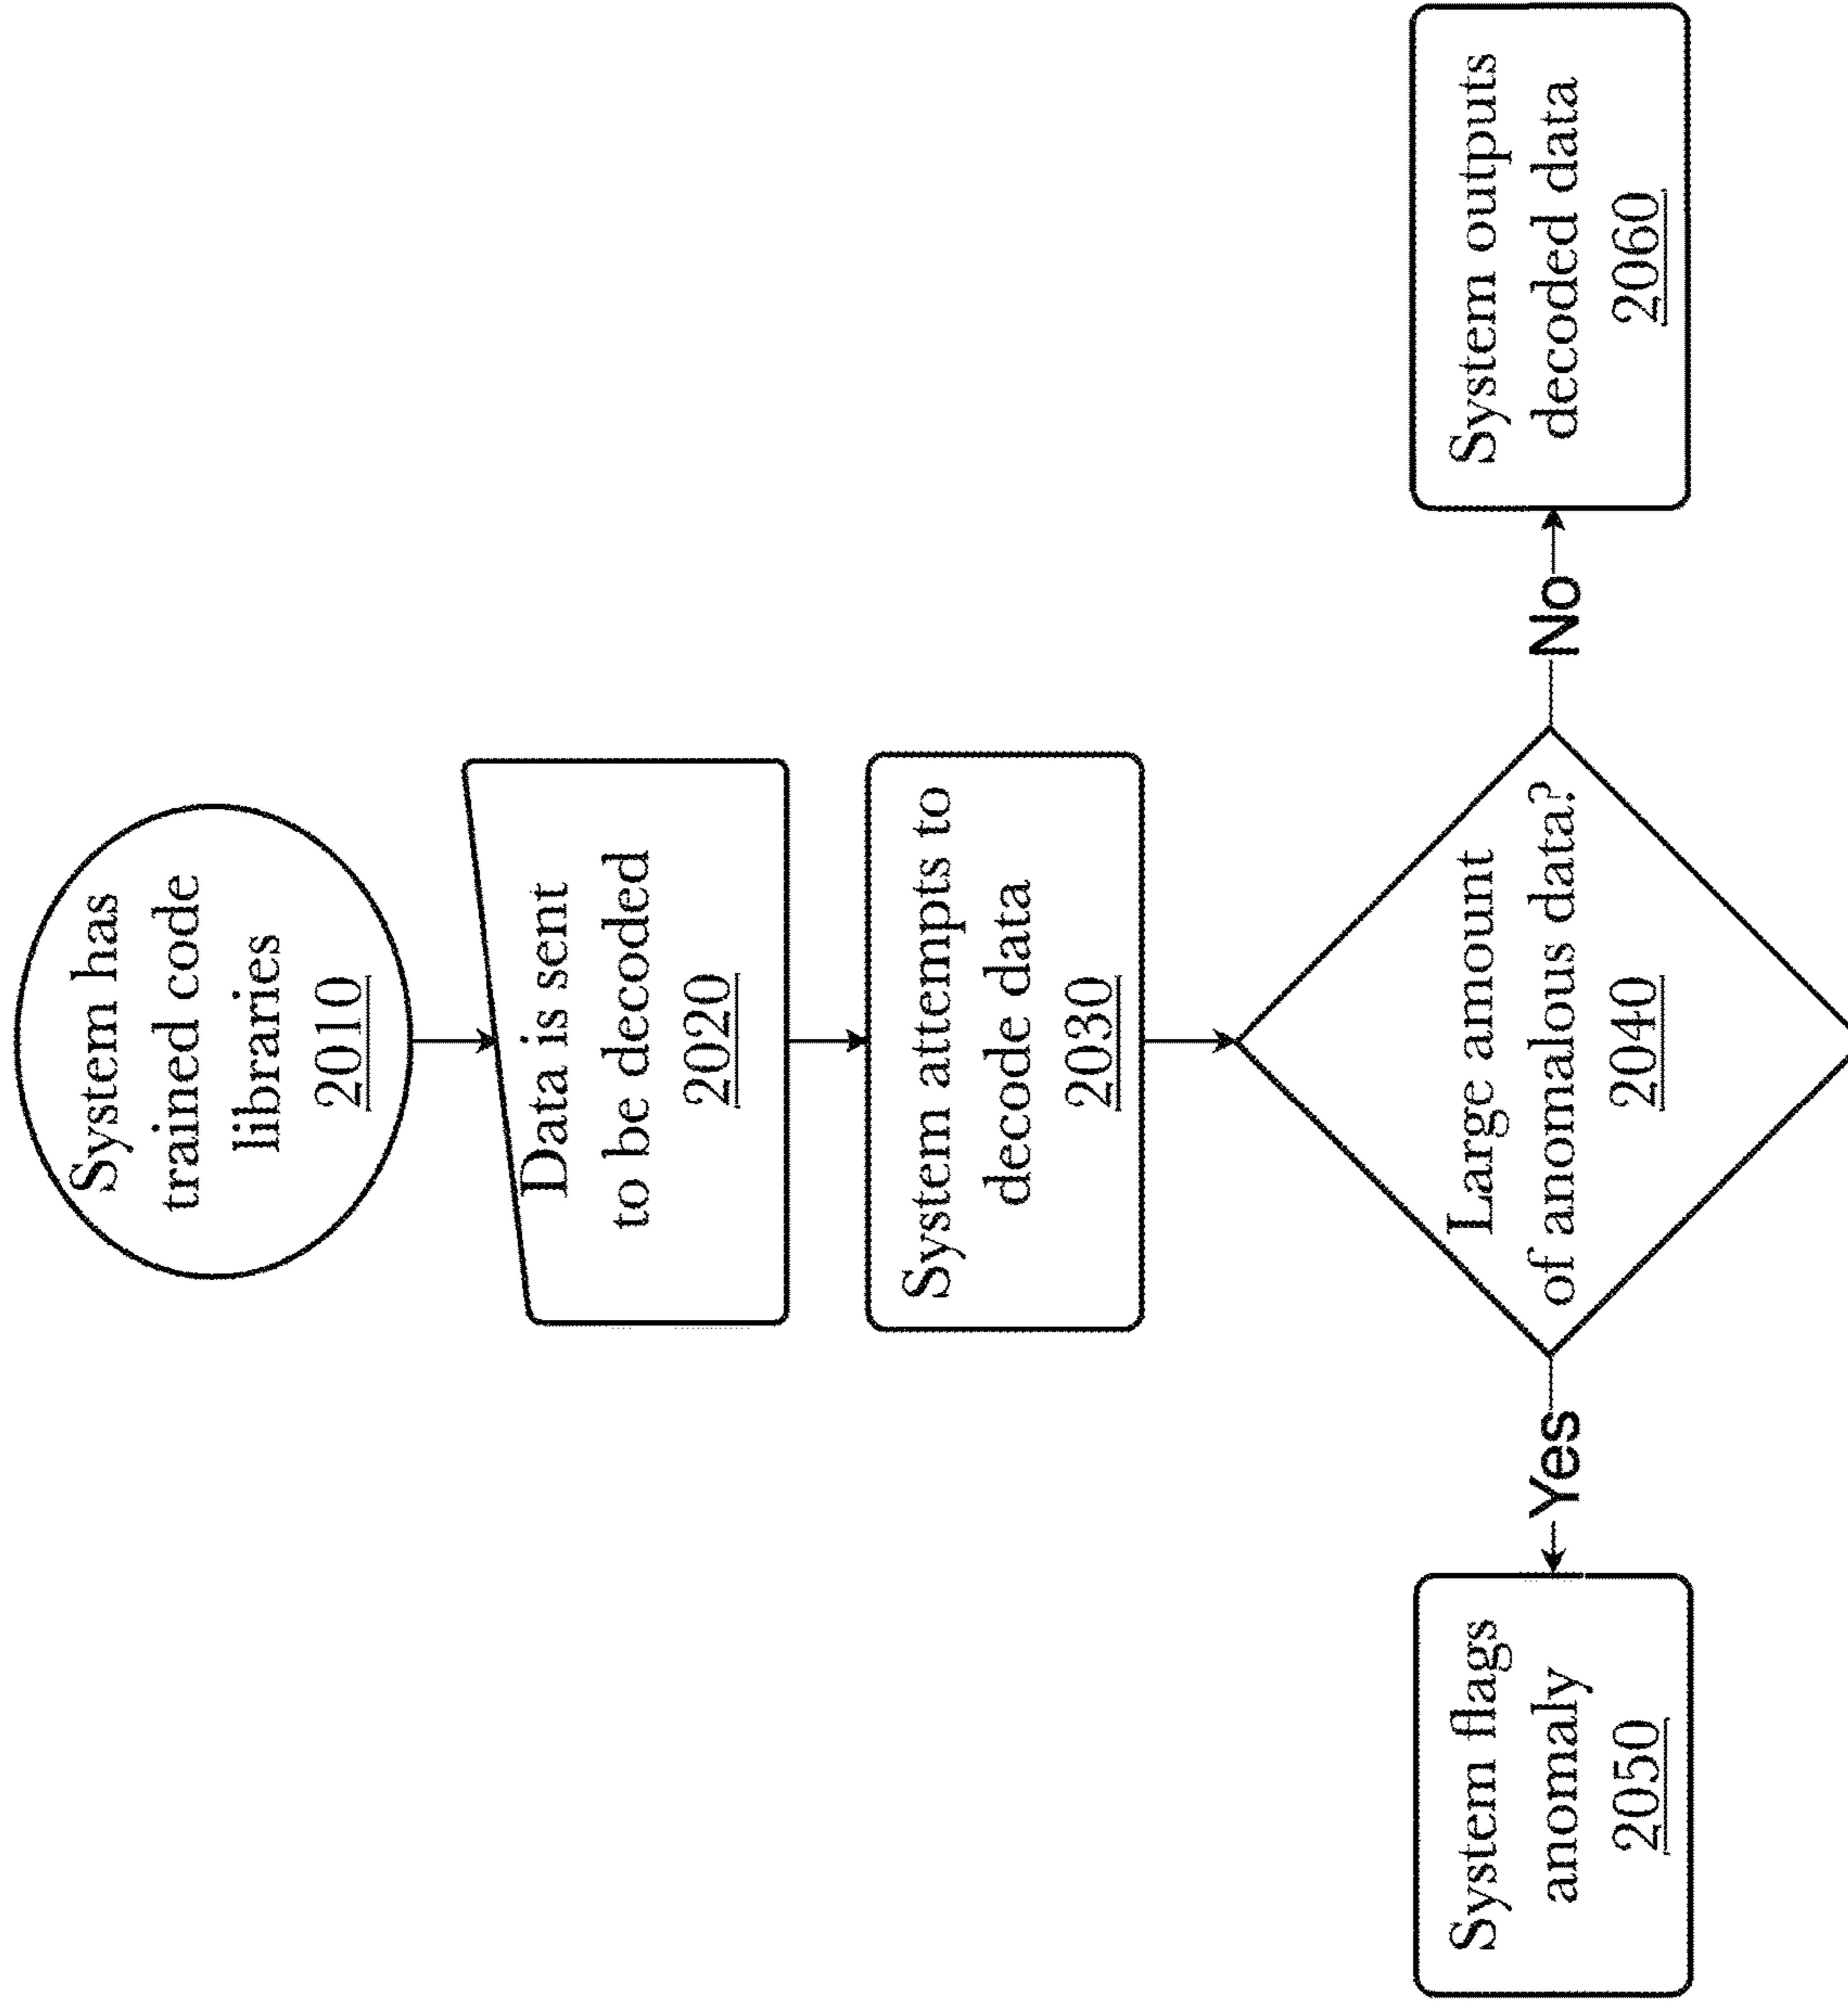 System has
trained code
libraries
2010
Data is sent
to be decoded
2020
System attempts to
decode data
2030
Large amount
of anomalous data?
2040
Yes
No
System flags
anomaly
2050
System outputs
decoded data
2060